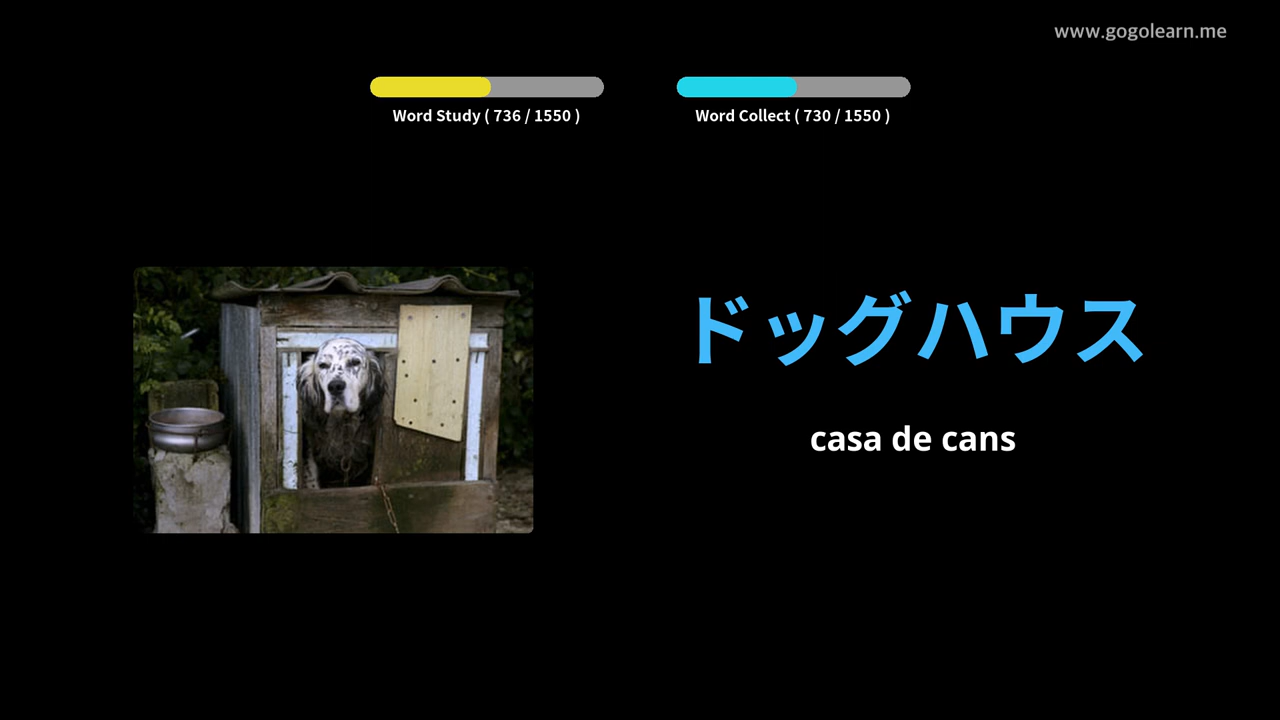 www.gogolearn.me
Word Study ( 736 / 1550 )
Word Collect ( 730 / 1550 )
ドッグハウス
casa de cans